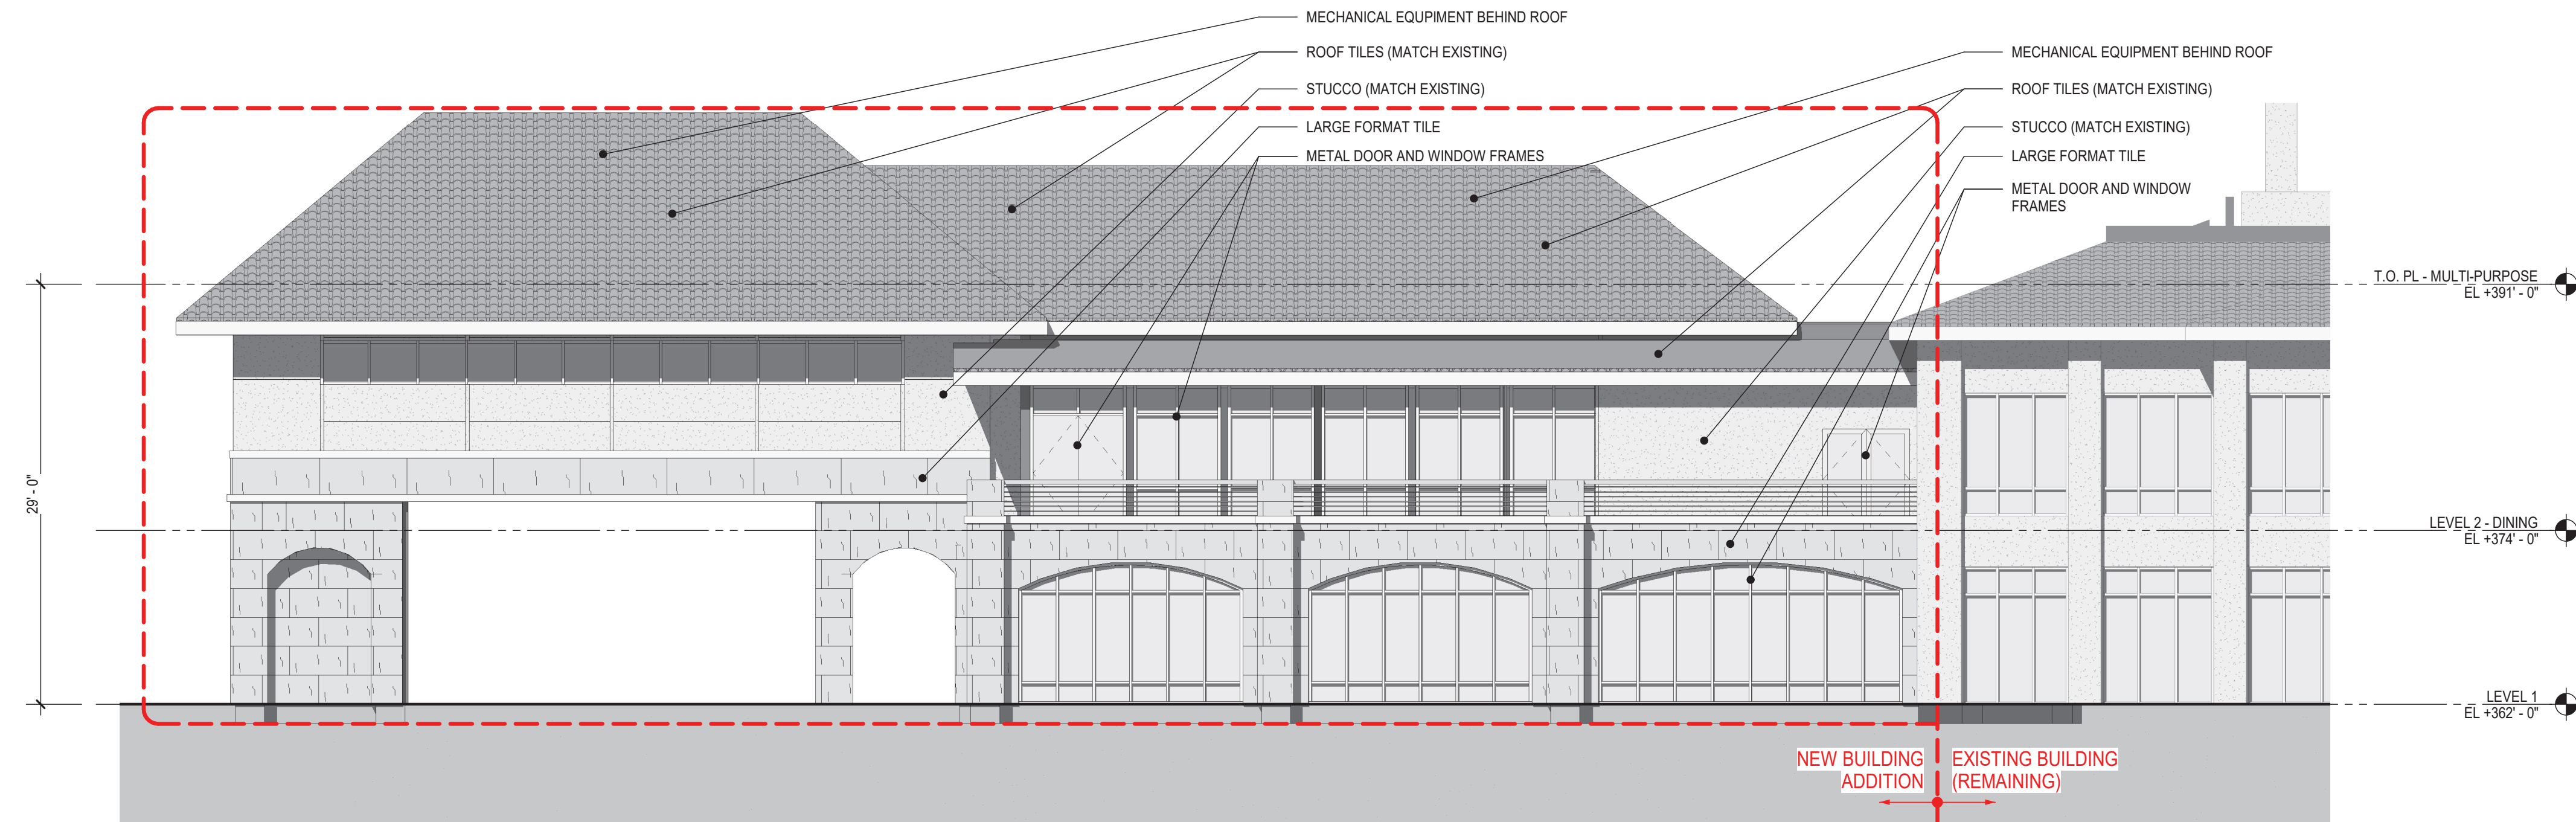 MECHANICAL EQUPIMENT BEHIND ROOF
ROOF TILES (MATCH EXISTING)
STUCCO (MATCH EXISTING)
LARGE FORMAT TILE
METAL DOOR AND WINDOW FRAMES
MECHANICAL EQUIPMENT BEHIND ROOF
ROOF TILES (MATCH EXISTING)
STUCCO (MATCH EXISTING)
LARGE FORMAT TILE
METAL DOOR AND WINDOW
FRAMES
T.O. PL - MULTI-PURPOSE
EL +391' - 0"
29' - 0"
LEVEL 2 - DINING
EL +374' - 0"
LEVEL 1
EL +362' - 0"
NEW BUILDING
ADDITION
EXISTING BUILDING
(REMAINING)